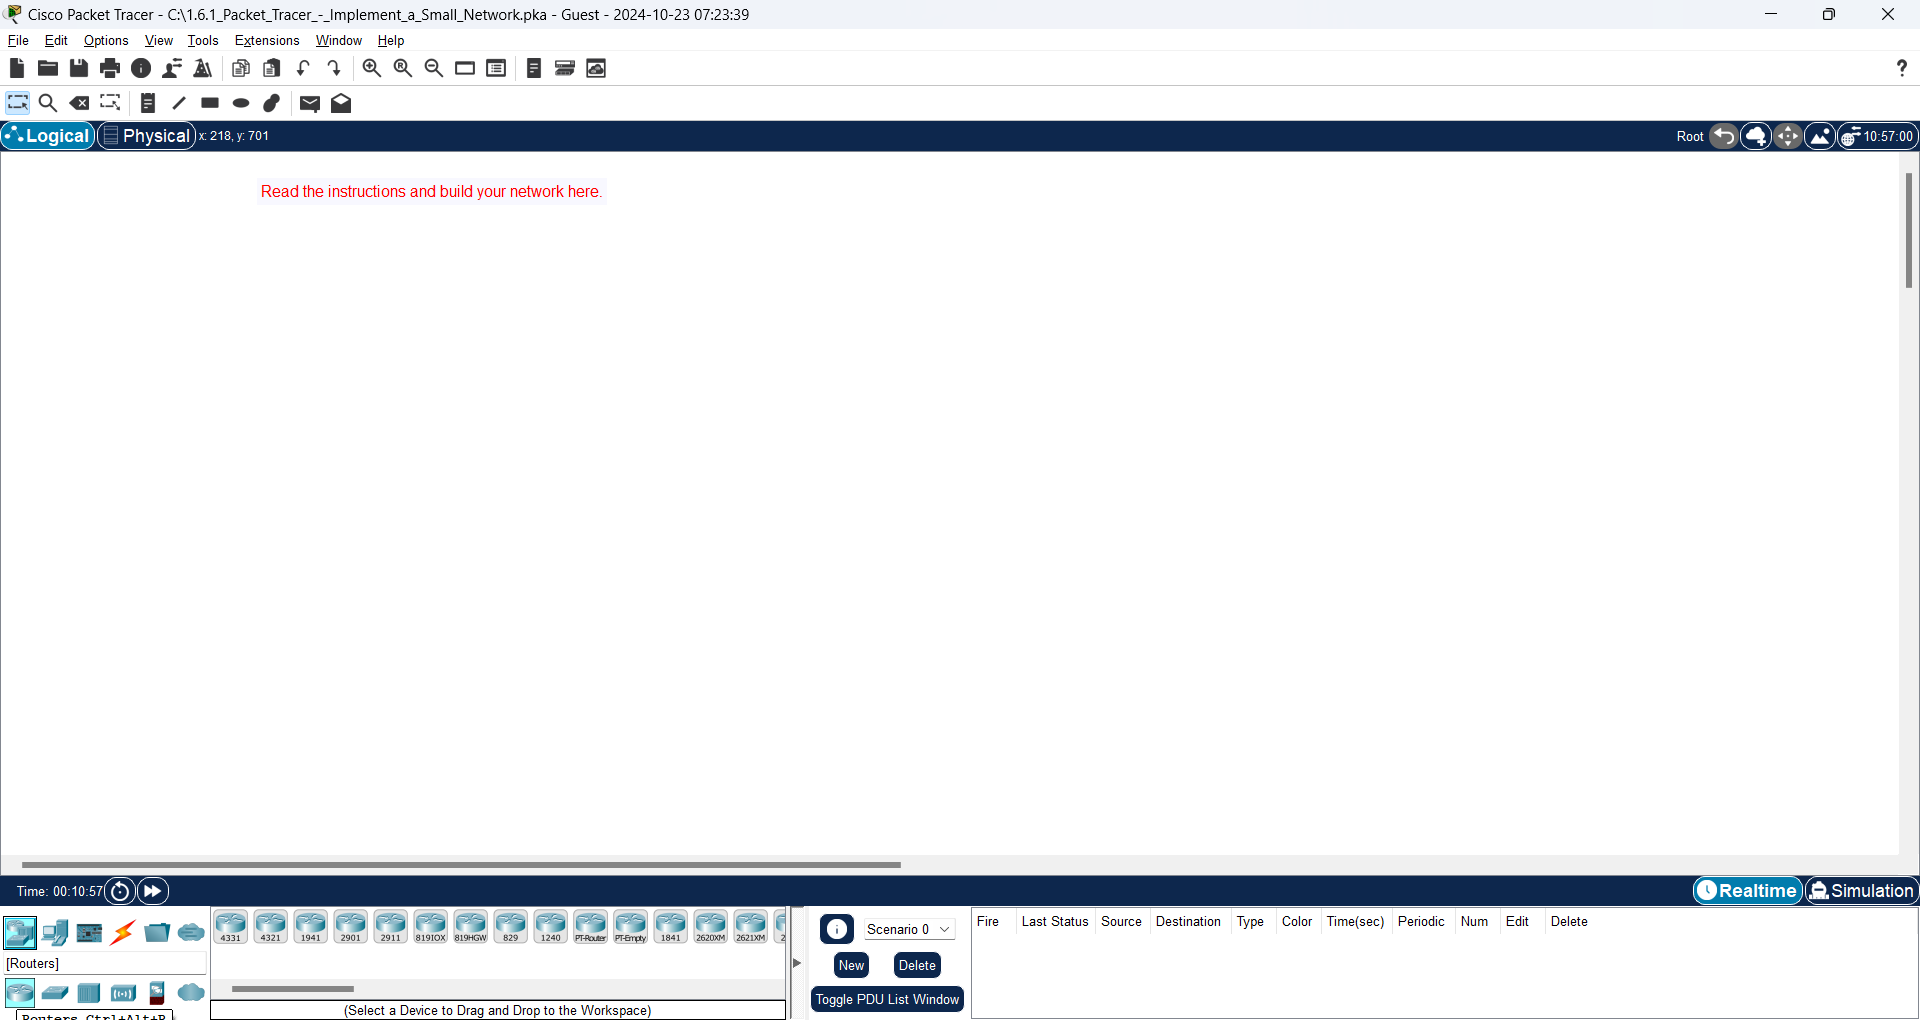 Cisco Packet Tracer - C:\1.6.1_Packet_Tracer_-_Implement_a_Small_Network.pka - Guest - 2024-10-23 07:23:39
File Edit Options View Tools Extensions Window Help
?
Logical Physical x: 218, y: 701 Root 10:57:00
Read the instructions and build your network here.
Time: 00:10:57 Realtime Simulation
4331 4321 1941 2901 2911 819IOX 819HGW 829 1240 PT-Router PT-Empty 1841 2620XM 2621XM 2
Scenario 0 Fire Last Status Source Destination Type Color Time(sec) Periodic Num Edit Delete
[Routers]
New Delete
Toggle PDU List Window
(Select a Device to Drag and Drop to the Workspace)
Routers Ctrl+Alt+R